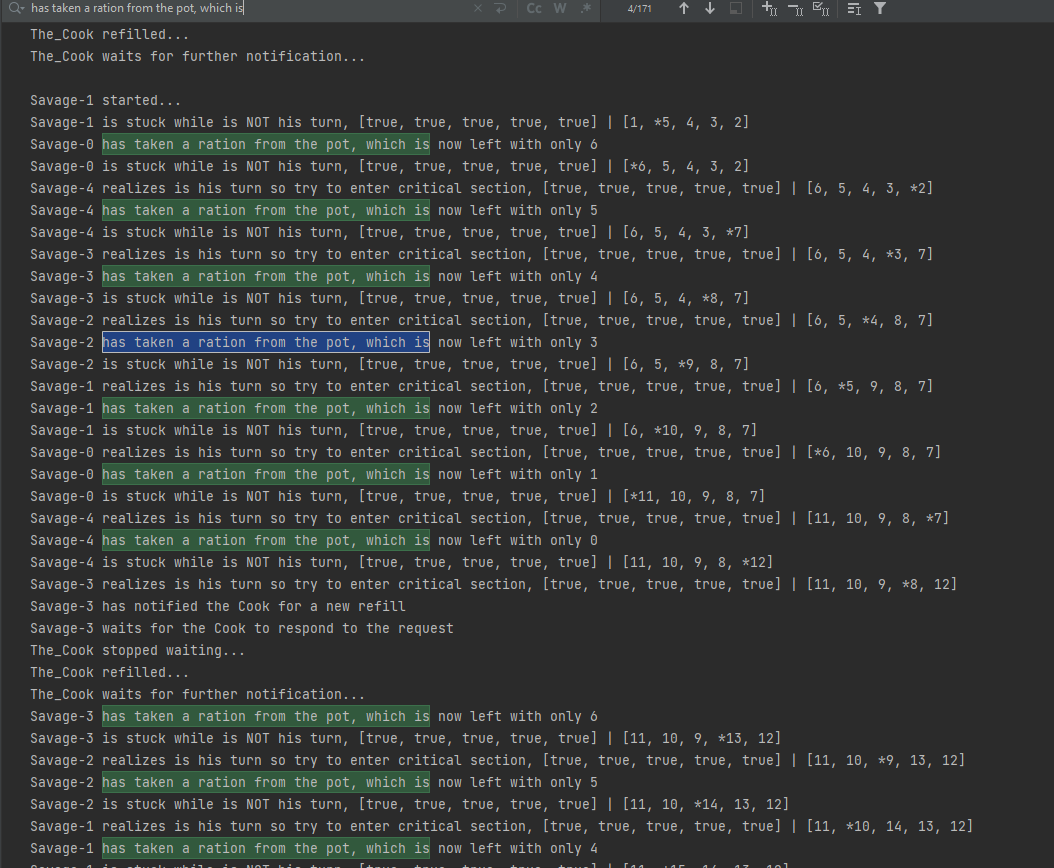 has taken a ration from the pot, which is
Cc W .* 4/171
The_Cook refilled...
The_Cook waits for further notification...
Savage-1 started...
Savage-1 is stuck while is NOT his turn, [true, true, true, true, true] | [1, *5, 4, 3, 2]
Savage-0 has taken a ration from the pot, which is now left with only 6
Savage-0 is stuck while is NOT his turn, [true, true, true, true, true] | [*6, 5, 4, 3, 2]
Savage-4 realizes is his turn so try to enter critical section, [true, true, true, true, true] | [6, 5, 4, 3, *2]
Savage-4 has taken a ration from the pot, which is now left with only 5
Savage-4 is stuck while is NOT his turn, [true, true, true, true, true] | [6, 5, 4, 3, *7]
Savage-3 realizes is his turn so try to enter critical section, [true, true, true, true, true] | [6, 5, 4, *3, 7]
Savage-3 has taken a ration from the pot, which is now left with only 4
Savage-3 is stuck while is NOT his turn, [true, true, true, true, true] | [6, 5, 4, *8, 7]
Savage-2 realizes is his turn so try to enter critical section, [true, true, true, true, true] | [6, 5, *4, 8, 7]
Savage-2 has taken a ration from the pot, which is now left with only 3
Savage-2 is stuck while is NOT his turn, [true, true, true, true, true] | [6, 5, *9, 8, 7]
Savage-1 realizes is his turn so try to enter critical section, [true, true, true, true, true] | [6, *5, 9, 8, 7]
Savage-1 has taken a ration from the pot, which is now left with only 2
Savage-1 is stuck while is NOT his turn, [true, true, true, true, true] | [6, *10, 9, 8, 7]
Savage-0 realizes is his turn so try to enter critical section, [true, true, true, true, true] | [*6, 10, 9, 8, 7]
Savage-0 has taken a ration from the pot, which is now left with only 1
Savage-0 is stuck while is NOT his turn, [true, true, true, true, true] | [*11, 10, 9, 8, 7]
Savage-4 realizes is his turn so try to enter critical section, [true, true, true, true, true] | [11, 10, 9, 8, *7]
Savage-4 has taken a ration from the pot, which is now left with only 0
Savage-4 is stuck while is NOT his turn, [true, true, true, true, true] | [11, 10, 9, 8, *12]
Savage-3 realizes is his turn so try to enter critical section, [true, true, true, true, true] | [11, 10, 9, *8, 12]
Savage-3 has notified the Cook for a new refill
Savage-3 waits for the Cook to respond to the request
The_Cook stopped waiting...
The_Cook refilled...
The_Cook waits for further notification...
Savage-3 has taken a ration from the pot, which is now left with only 6
Savage-3 is stuck while is NOT his turn, [true, true, true, true, true] | [11, 10, 9, *13, 12]
Savage-2 realizes is his turn so try to enter critical section, [true, true, true, true, true] | [11, 10, *9, 13, 12]
Savage-2 has taken a ration from the pot, which is now left with only 5
Savage-2 is stuck while is NOT his turn, [true, true, true, true, true] | [11, 10, *14, 13, 12]
Savage-1 realizes is his turn so try to enter critical section, [true, true, true, true, true] | [11, *10, 14, 13, 12]
Savage-1 has taken a ration from the pot, which is now left with only 4
Savage-1 is stuck while is NOT his turn, [true, true, true, true, true] | [11, *15, 14, 13, 12]